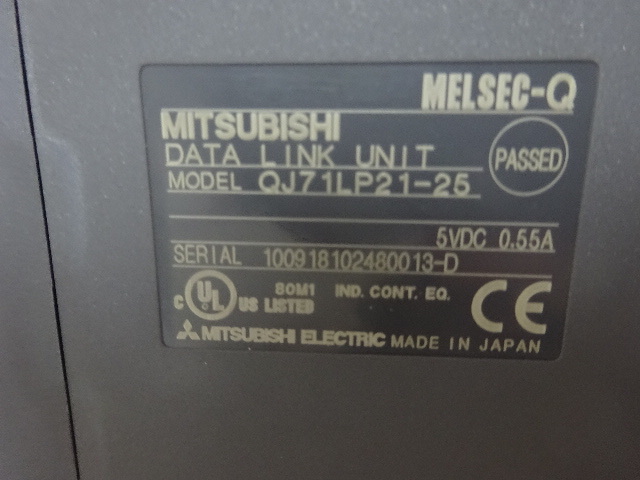 MELSEC-Q
MITSUBISHI
DATA LINK UNIT
PASSED
MODEL QJ71LP21-25
5VDC 0.55A
SERIAL 100918102480013-D
C UL US LISTED
80M1 IND. CONT. EQ.
CE
MITSUBISHI ELECTRIC MADE IN JAPAN